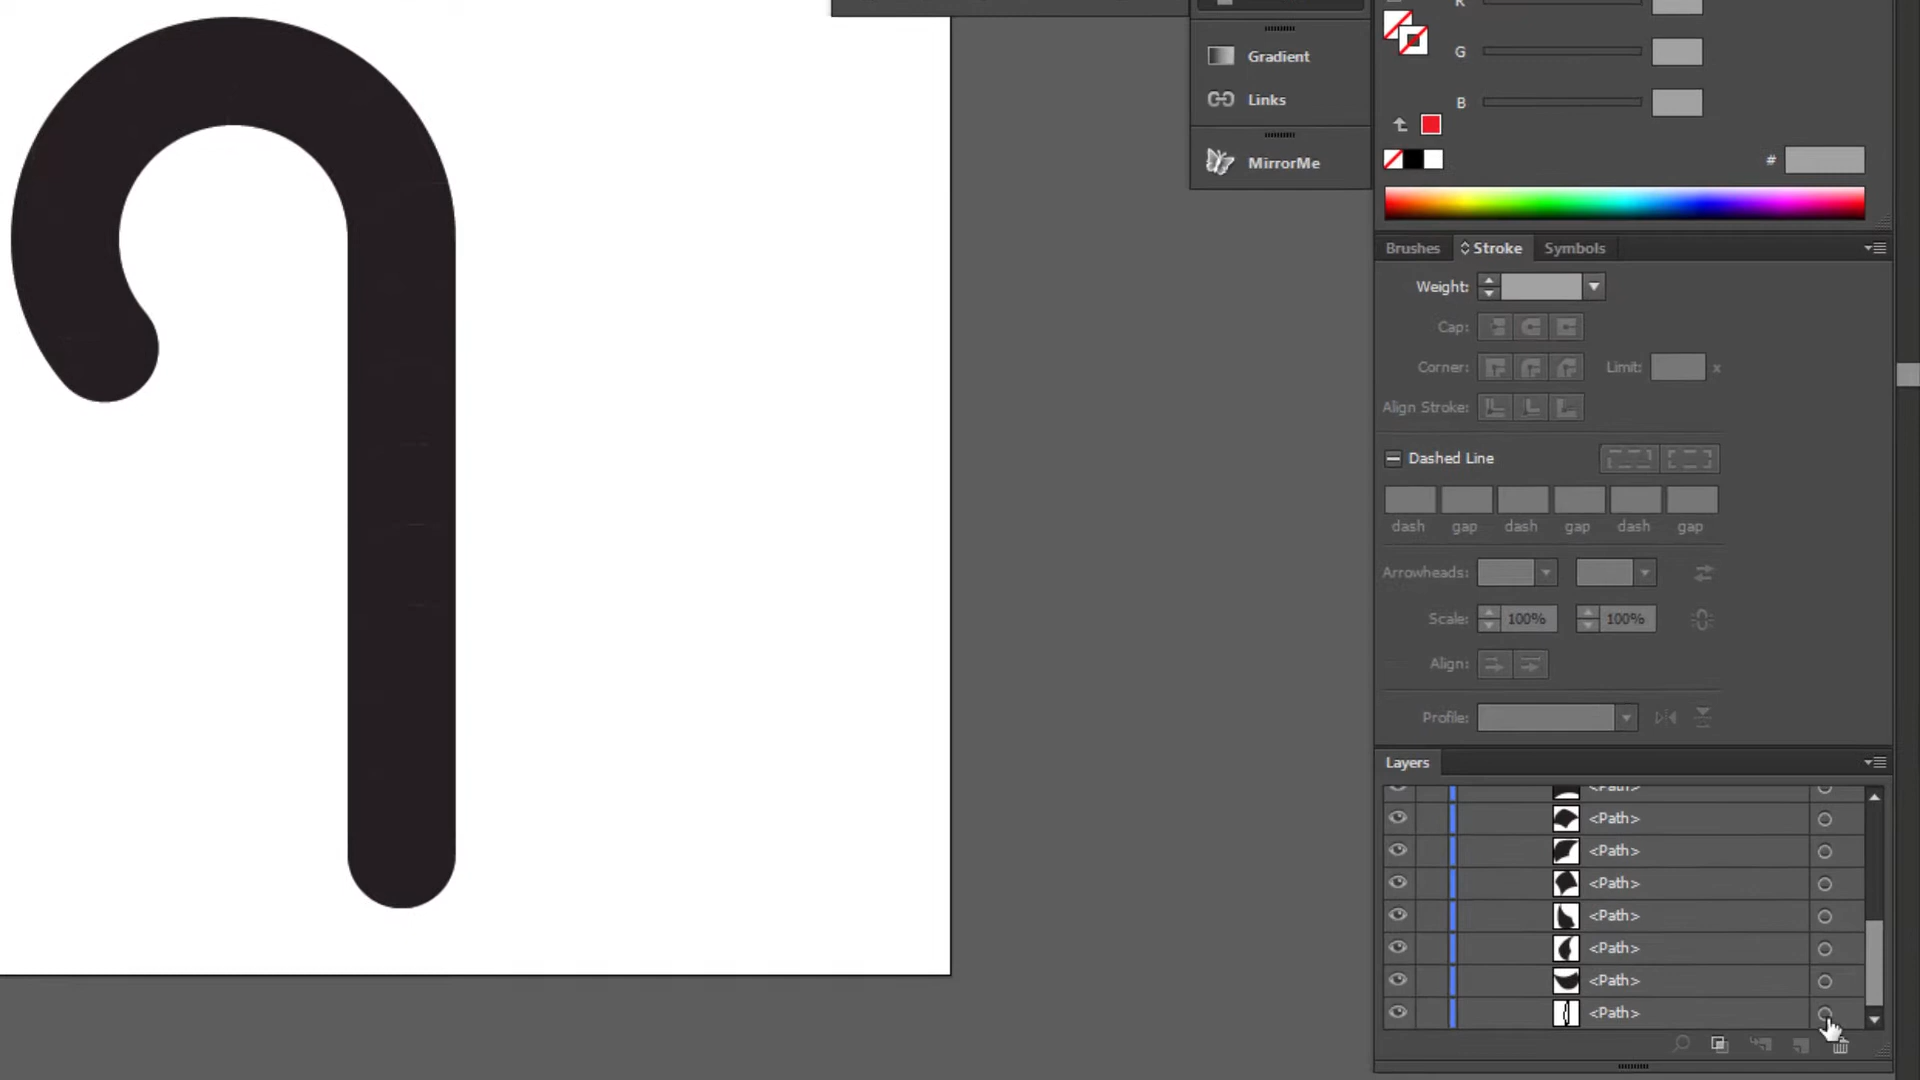 R
Gradient
G
Links
B
MirrorMe
#
Brushes
Stroke
Symbols
Weight:
Cap:
Corner:
Limit:
x
Align Stroke:
Dashed Line
dash
gap
dash
gap
dash
gap
Arrowheads:
Scale:
100%
100%
Align:
Profile:
Layers
<Path>
<Path>
<Path>
<Path>
<Path>
<Path>
<Path>
<Path>